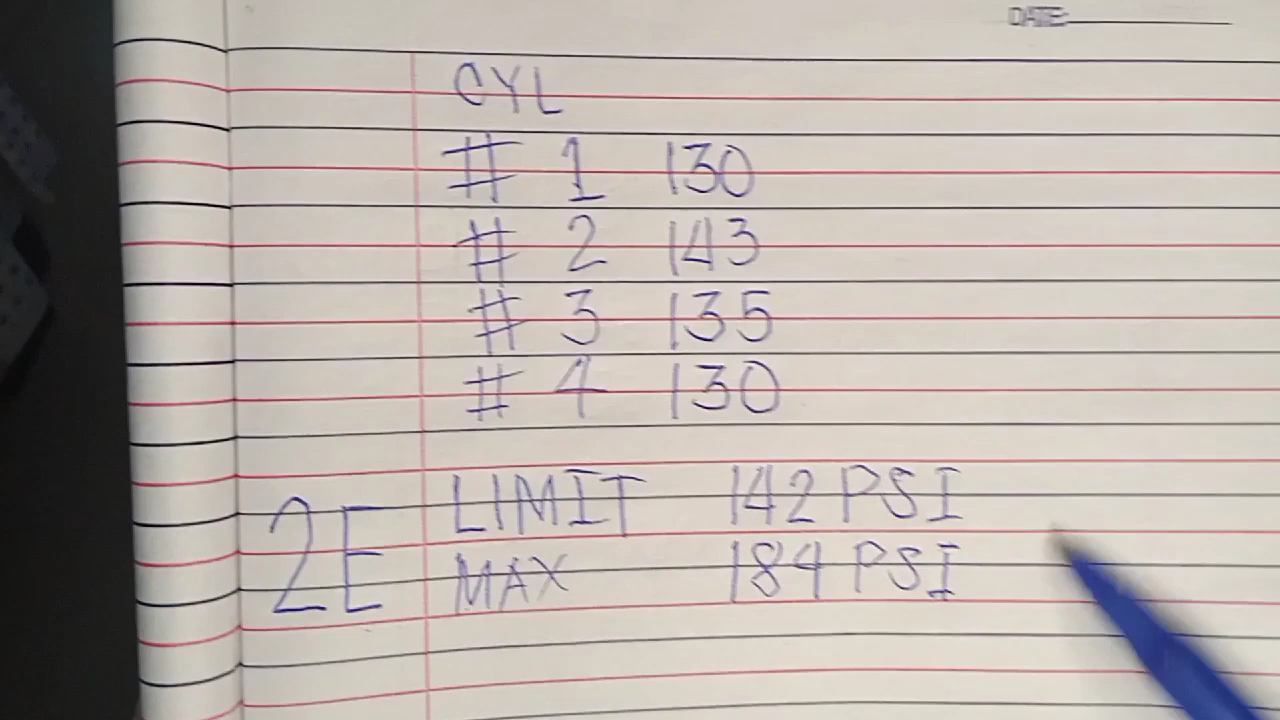 DATE:
CYL
# 1 130
# 2 143
# 3 135
# 4 130
2E LIMIT 142 PSI
MAX 184 PSI